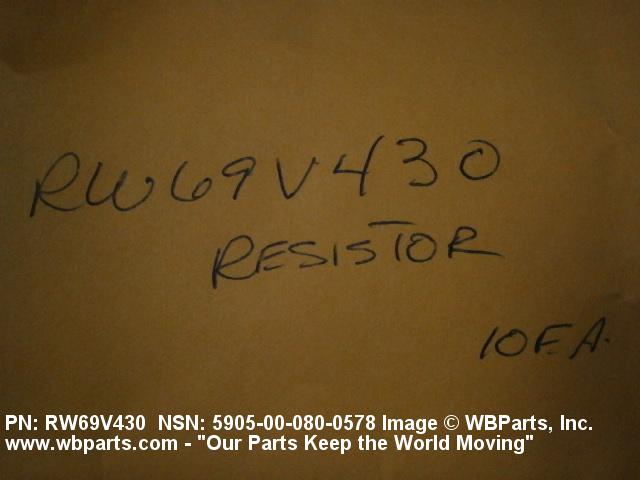 RW69V430
RESISTOR
10EA.
PN: RW69V430 NSN: 5905-00-080-0578 Image © WBParts, Inc.
www.wbparts.com - "Our Parts Keep the World Moving"